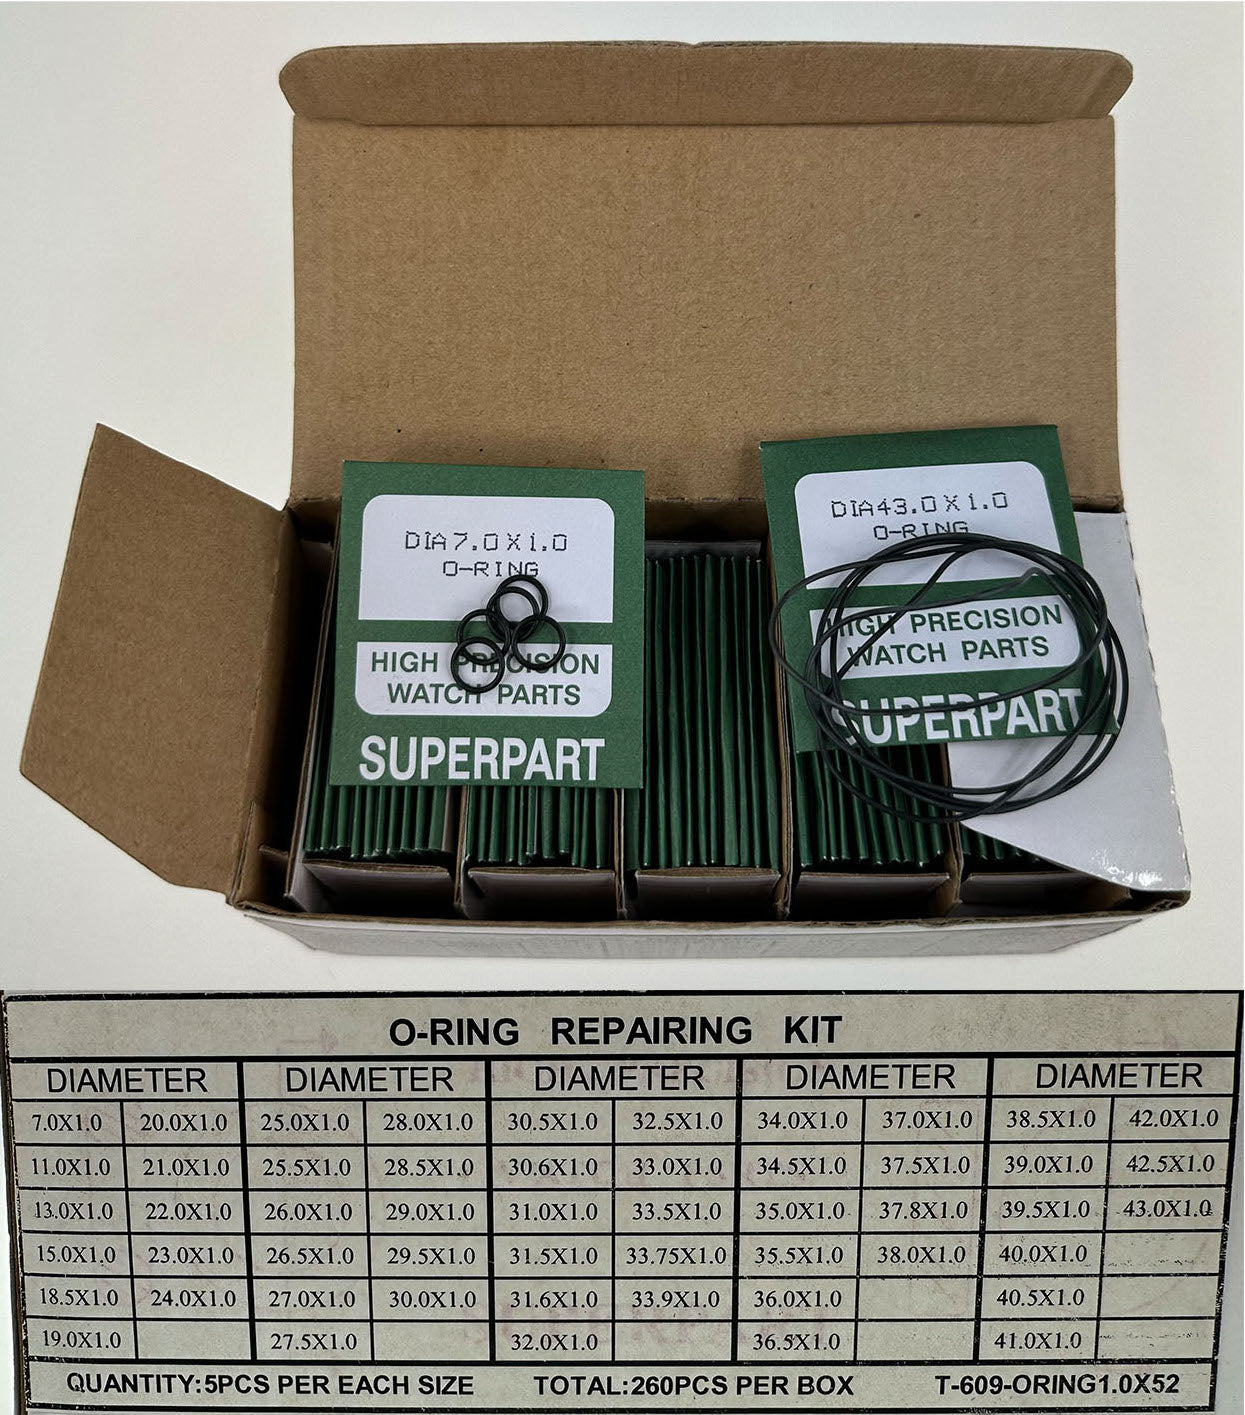 DIA7.0X1.0
O-RING
HIGH PRECISION
WATCH PARTS
SUPERPART
DIA43.0X1.0
O-RING
HIGH PRECISION
WATCH PARTS
SUPERPART
O-RING REPAIRING KIT
DIAMETER DIAMETER DIAMETER DIAMETER DIAMETER
7.0X1.0 20.0X1.0 25.0X1.0 28.0X1.0 30.5X1.0 32.5X1.0 34.0X1.0 37.0X1.0 38.5X1.0 42.0X1.0
11.0X1.0 21.0X1.0 25.5X1.0 28.5X1.0 30.6X1.0 33.0X1.0 34.5X1.0 37.5X1.0 39.0X1.0 42.5X1.0
13.0X1.0 22.0X1.0 26.0X1.0 29.0X1.0 31.0X1.0 33.5X1.0 35.0X1.0 37.8X1.0 39.5X1.0 43.0X1.0
15.0X1.0 23.0X1.0 26.5X1.0 29.5X1.0 31.5X1.0 33.75X1.0 35.5X1.0 38.0X1.0 40.0X1.0
18.5X1.0 24.0X1.0 27.0X1.0 30.0X1.0 31.6X1.0 33.9X1.0 36.0X1.0 40.5X1.0
19.0X1.0 27.5X1.0 32.0X1.0 36.5X1.0 41.0X1.0
QUANTITY:5PCS PER EACH SIZE TOTAL:260PCS PER BOX T-609-ORING1.0X52